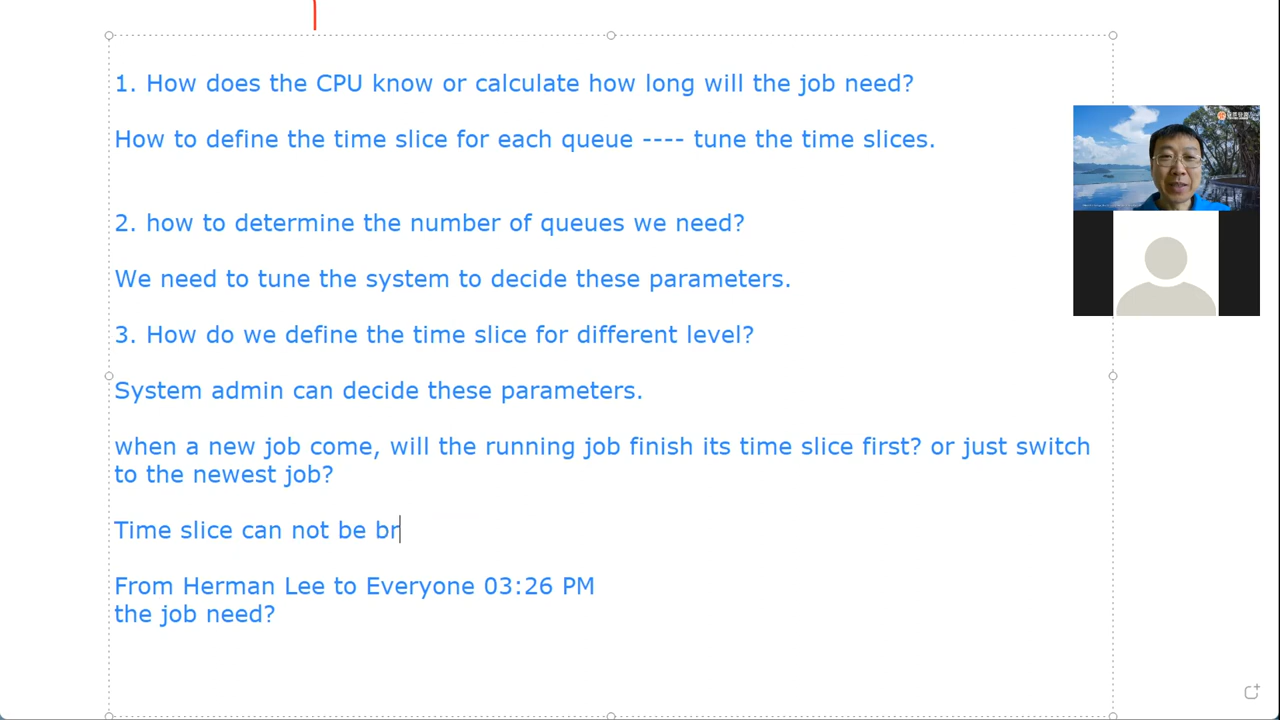 1. How does the CPU know or calculate how long will the job need?
How to define the time slice for each queue ---- tune the time slices.
2. how to determine the number of queues we need?
We need to tune the system to decide these parameters.
3. How do we define the time slice for different level?
System admin can decide these parameters.
when a new job come, will the running job finish its time slice first? or just switch
to the newest job?
Time slice can not be br
From Herman Lee to Everyone 03:26 PM
the job need?